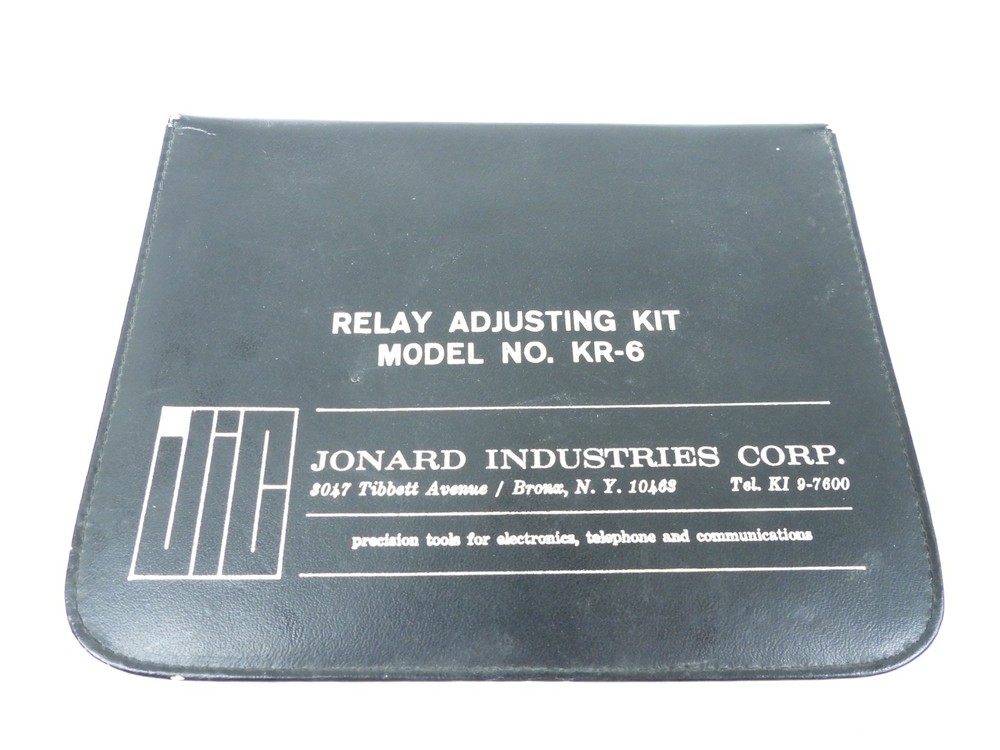 RELAY ADJUSTING KIT
MODEL NO. KR-6
JIC
JONARD INDUSTRIES CORP.
3047 Tibbett Avenue / Bronx, N. Y. 10463 Tel. KI 9-7600
precision tools for electronics, telephone and communications